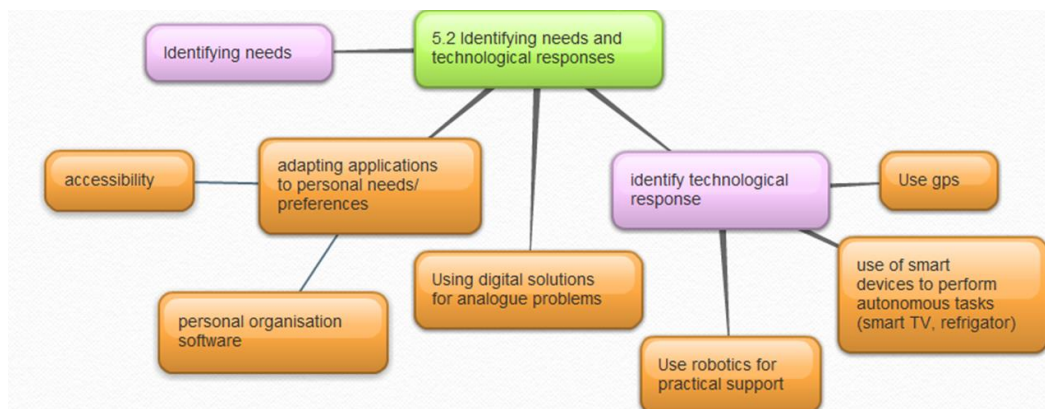 5.2 Identifying needs and
technological responses
Identifying needs
adapting applications
to personal needs/
preferences
accessibility
personal organisation
software
Using digital solutions
for analogue problems
identify technological
response
Use gps
use of smart
devices to perform
autonomous tasks
(smart TV, refrigator)
Use robotics for
practical support